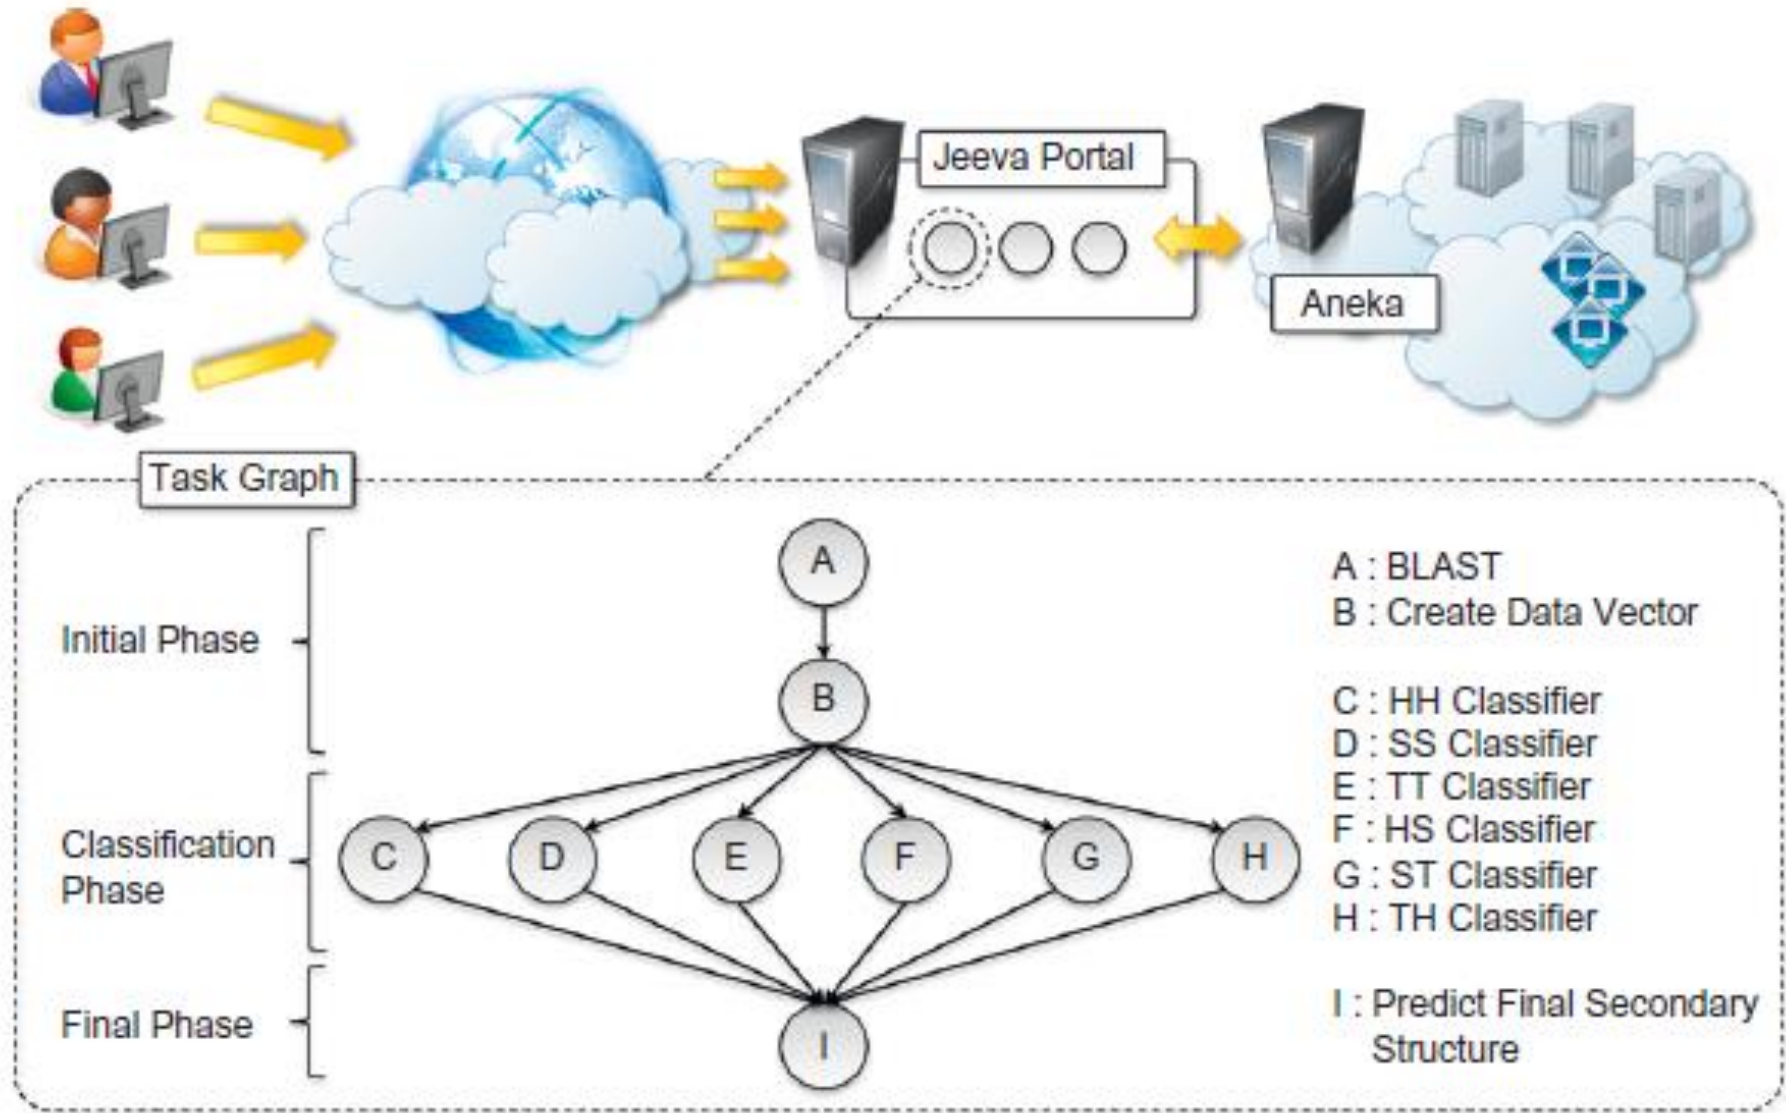 Jeeva Portal
Aneka
Task Graph
Initial Phase
Classification
Phase
Final Phase
A
B
C
D
E
F
G
H
I
A : BLAST
B : Create Data Vector
C : HH Classifier
D : SS Classifier
E : TT Classifier
F : HS Classifier
G : ST Classifier
H : TH Classifier
I : Predict Final Secondary
Structure